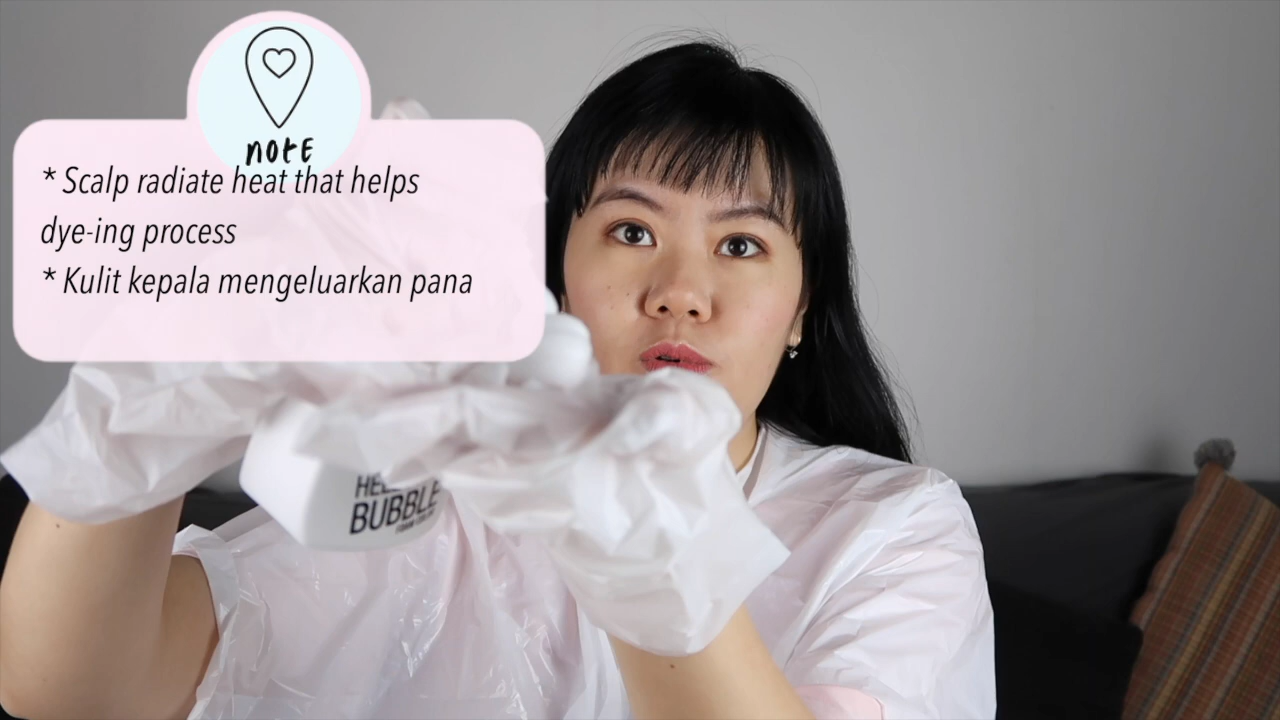 note
* Scalp radiate heat that helps
dye-ing process
* Kulit kepala mengeluarkan pana
BUBBLE